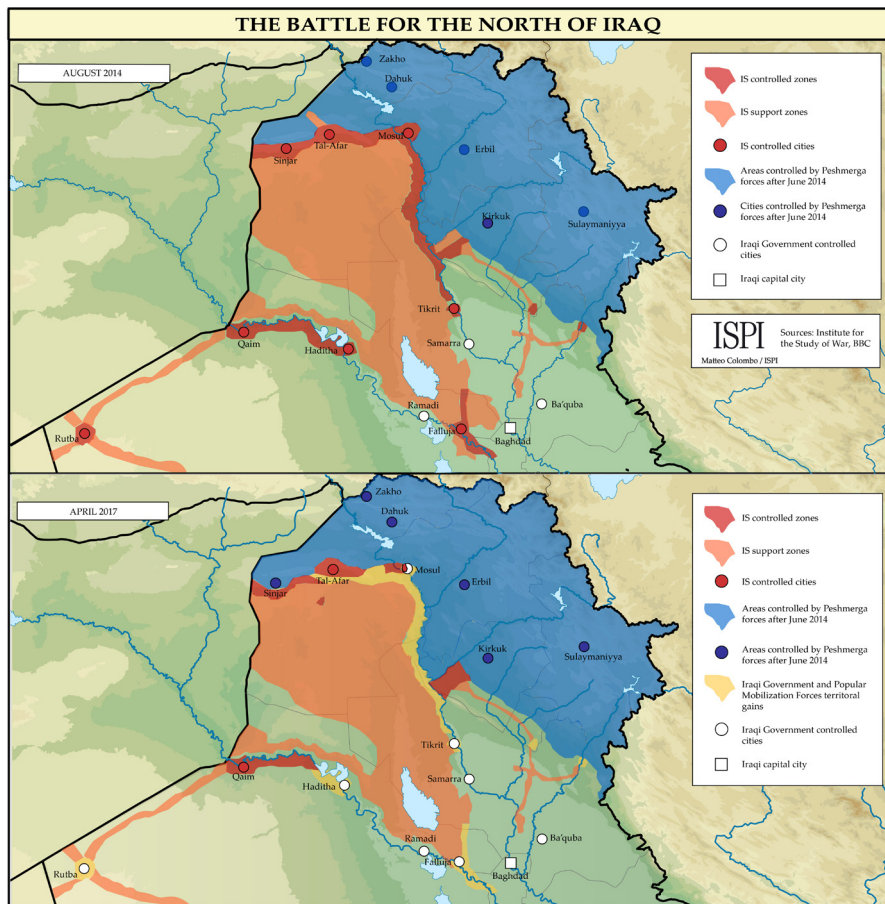 THE BATTLE FOR THE NORTH OF IRAQ
AUGUST 2014
Zakho
Dahuk
Mosul
Tal-Afar
Sinjar
Erbil
Kirkuk
Sulaymaniyya
Tikrit
Samarra
Qaim
Haditha
Ramadi
Falluja
Ba'quba
Baghdad
Rutba
IS controlled zones
IS support zones
IS controlled cities
Areas controlled by Peshmerga
forces after June 2014
Cities controlled by Peshmerga
forces after June 2014
Iraqi Government controlled
cities
Iraqi capital city
ISPI
Matteo Colombo / ISPI
Sources: Institute for
the Study of War, BBC
APRIL 2017
Zakho
Dahuk
Mosul
Tal-Afar
Sinjar
Erbil
Kirkuk
Sulaymaniyya
Tikrit
Samarra
Qaim
Haditha
Ramadi
Falluja
Ba'quba
Baghdad
Rutba
IS controlled zones
IS support zones
IS controlled cities
Areas controlled by Peshmerga
forces after June 2014
Areas controlled by Peshmerga
forces after June 2014
Iraqi Government and Popular
Mobilization Forces territoral
gains
Iraqi Government controlled
cities
Iraqi capital city